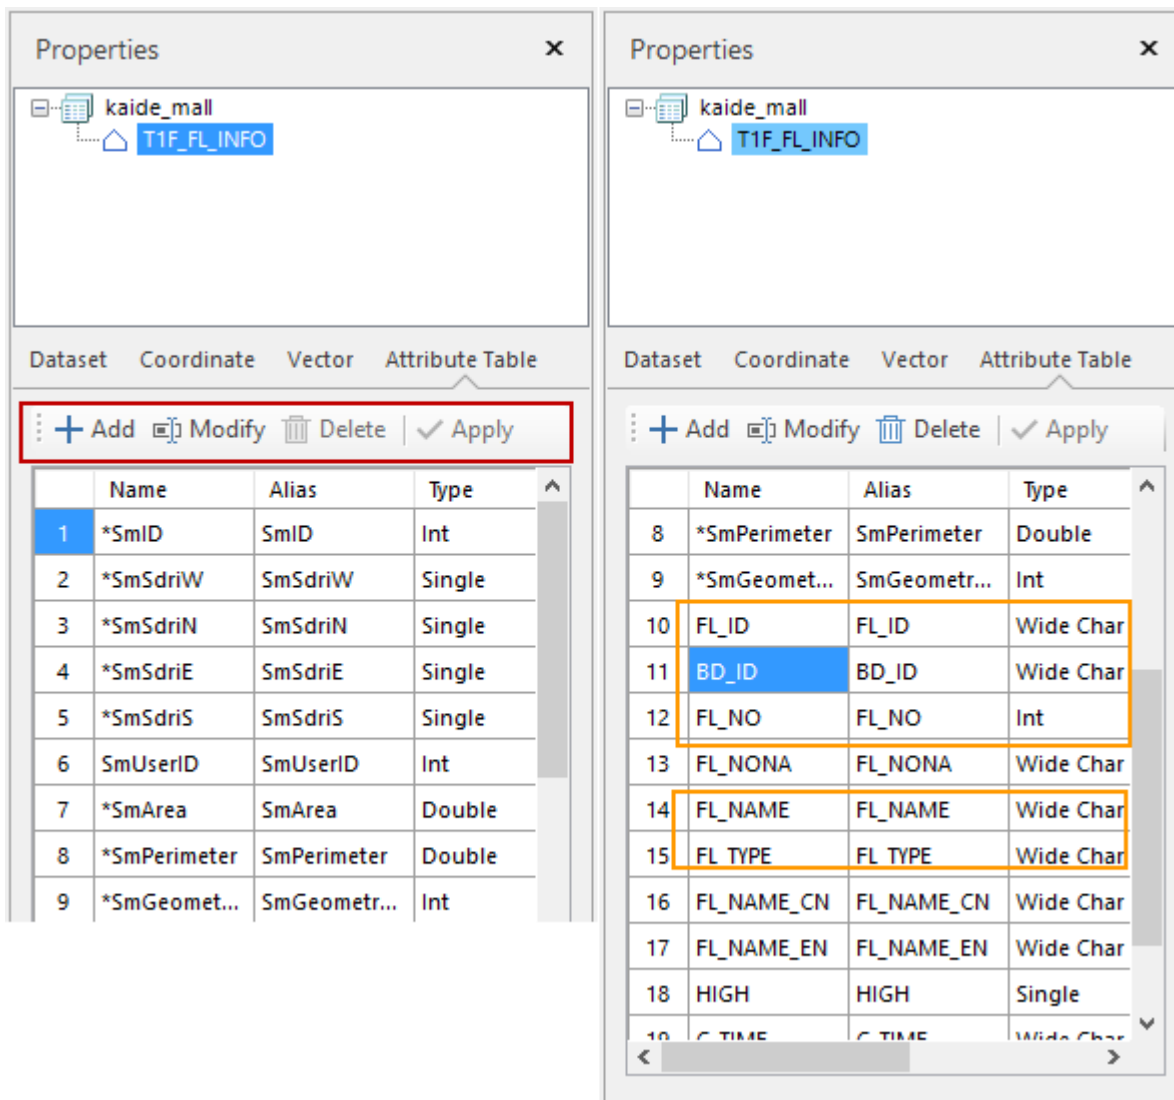 Properties
kaide_mall
T1F_FL_INFO
Dataset Coordinate Vector Attribute Table
Add Modify Delete Apply
Name Alias Type
1 *SmID SmID Int
2 *SmSdriW SmSdriW Single
3 *SmSdriN SmSdriN Single
4 *SmSdriE SmSdriE Single
5 *SmSdriS SmSdriS Single
6 SmUserID SmUserID Int
7 *SmArea SmArea Double
8 *SmPerimeter SmPerimeter Double
9 *SmGeomet... SmGeometr... Int
Properties
kaide_mall
T1F_FL_INFO
Dataset Coordinate Vector Attribute Table
Add Modify Delete Apply
Name Alias Type
8 *SmPerimeter SmPerimeter Double
9 *SmGeomet... SmGeometr... Int
10 FL_ID FL_ID Wide Char
11 BD_ID BD_ID Wide Char
12 FL_NO FL_NO Int
13 FL_NONA FL_NONA Wide Char
14 FL_NAME FL_NAME Wide Char
15 FL_TYPE FL_TYPE Wide Char
16 FL_NAME_CN FL_NAME_CN Wide Char
17 FL_NAME_EN FL_NAME_EN Wide Char
18 HIGH HIGH Single
19 C_TIME C_TIME Wide Char